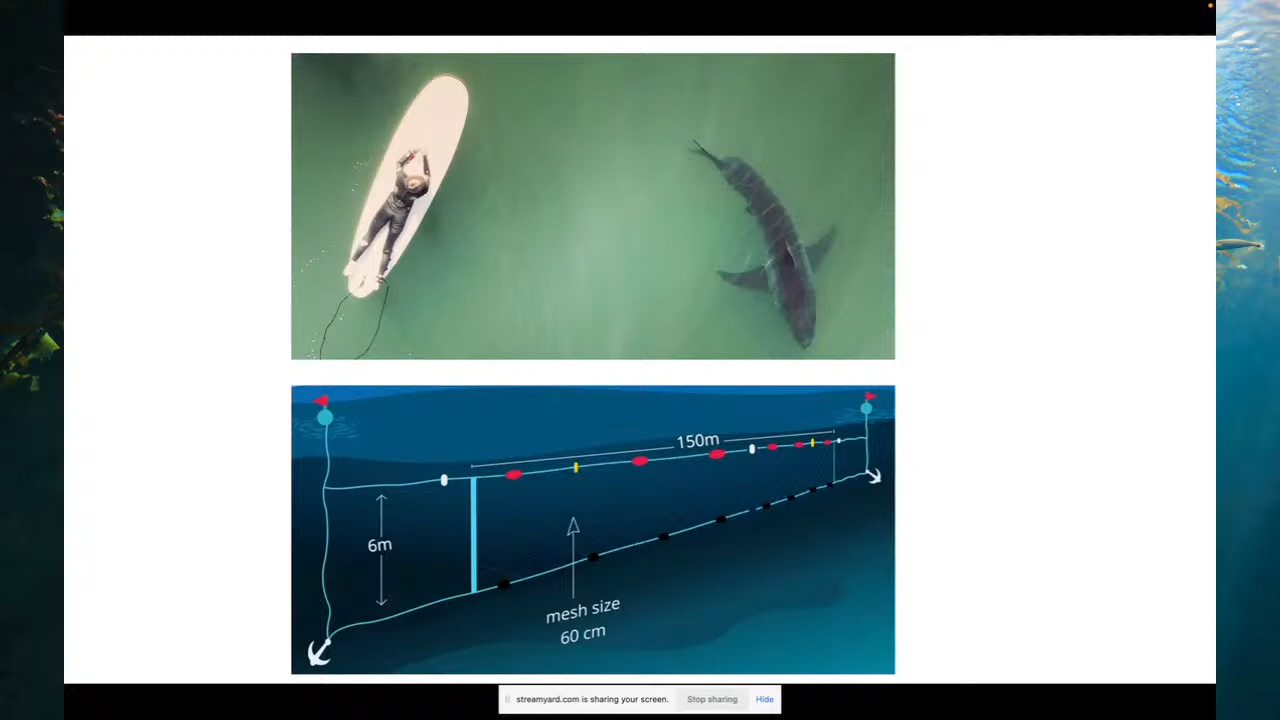 150m
6m
mesh size
60 cm
streamyard.com is sharing your screen. Stop sharing Hide